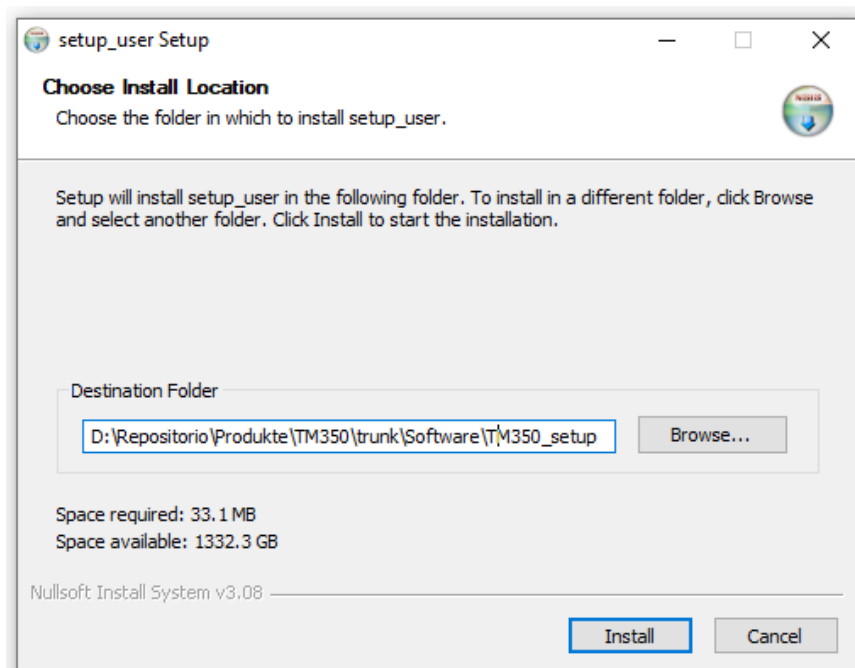 setup_user Setup
Choose Install Location
Choose the folder in which to install setup_user.
Setup will install setup_user in the following folder. To install in a different folder, click Browse
and select another folder. Click Install to start the installation.
Destination Folder
D:\Repositorio\Produkte\TM350\trunk\Software\TM350_setup
Browse...
Space required: 33.1 MB
Space available: 1332.3 GB
Nullsoft Install System v3.08
Install
Cancel